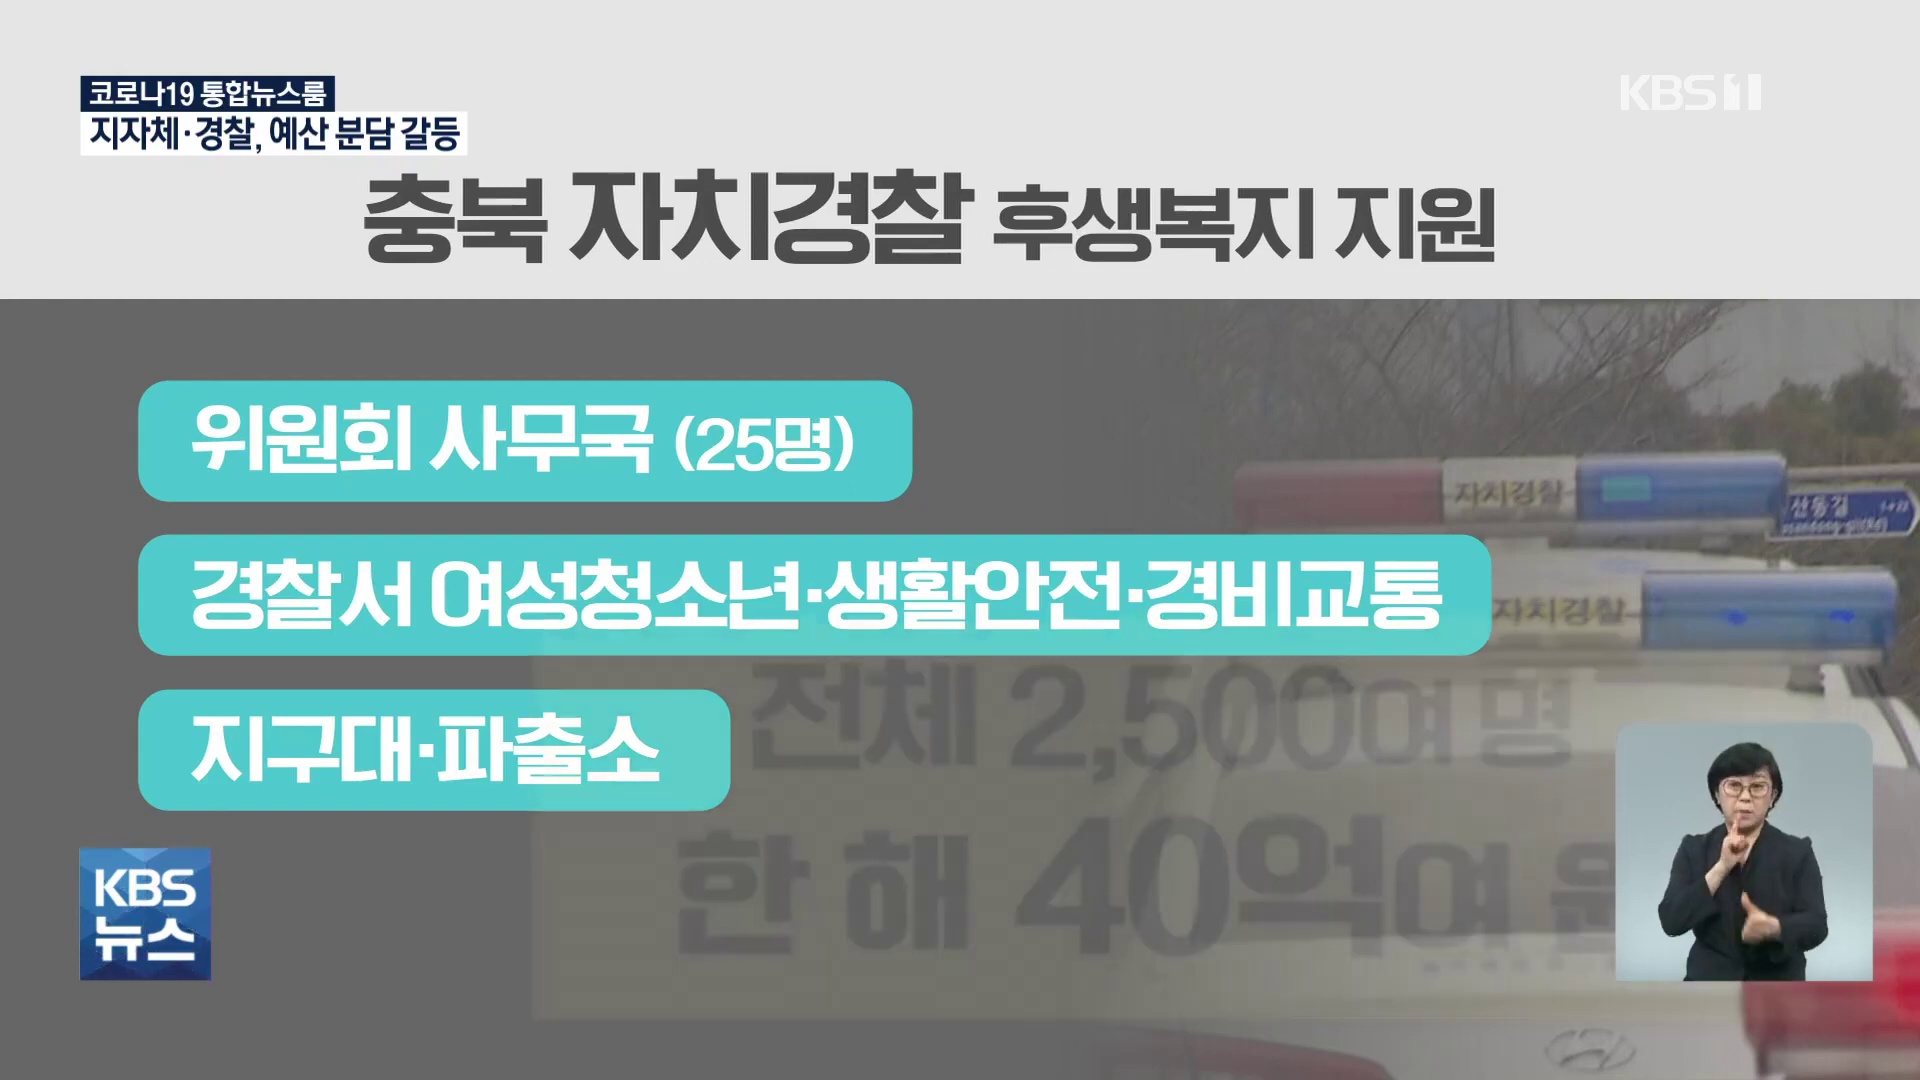 코로나19 통합뉴스룸
KBS 1
지자체·경찰, 예산 분담 갈등
충북 자치경찰 후생복지 지원
위원회 사무국 (25명)
자치경찰
산동길
경찰서 여성청소년·생활안전·경비교통
자치경찰
지구대·파출소
전체 2,500여 명
한 해 40억여 원
KBS
뉴스